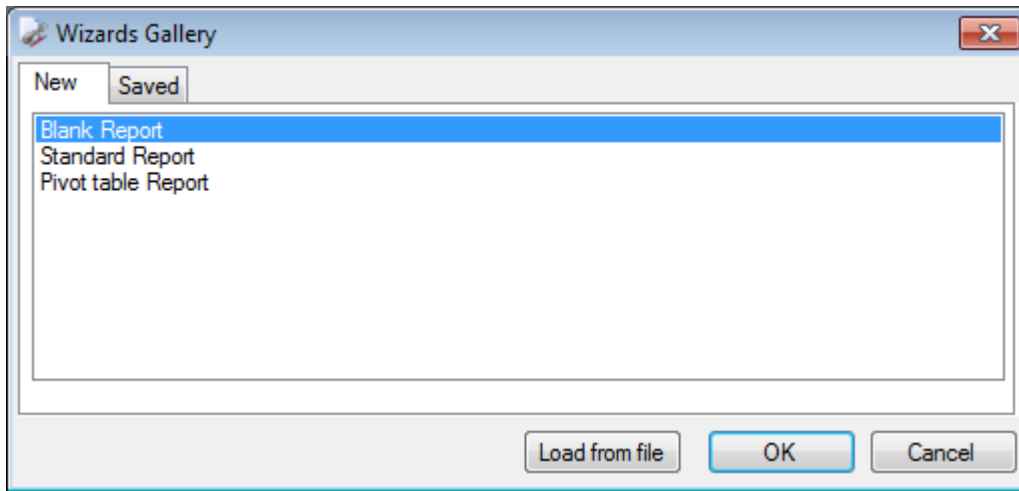 Wizards Gallery
New Saved
Blank Report
Standard Report
Pivot table Report
Load from file OK Cancel